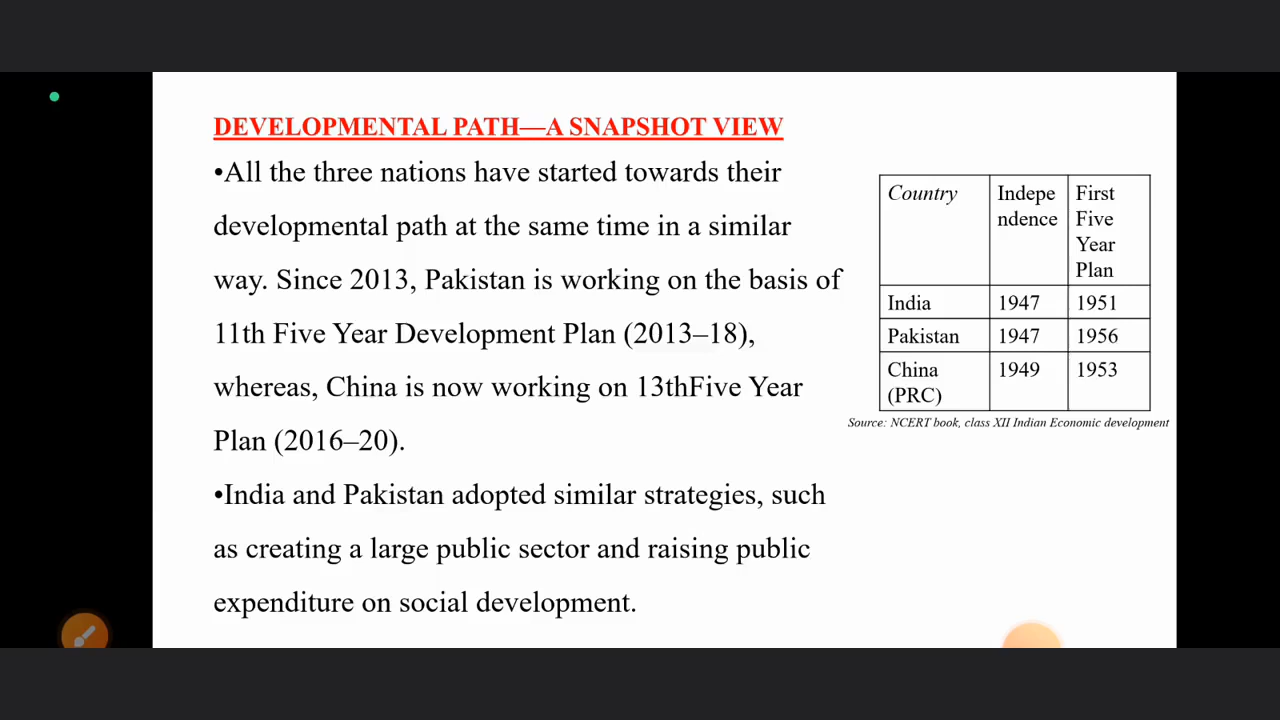 DEVELOPMENTAL PATH—A SNAPSHOT VIEW
•All the three nations have started towards their
developmental path at the same time in a similar
way. Since 2013, Pakistan is working on the basis of
11th Five Year Development Plan (2013–18),
whereas, China is now working on 13thFive Year
Plan (2016–20).
•India and Pakistan adopted similar strategies, such
as creating a large public sector and raising public
expenditure on social development.
Country Indepe First
ndence Five
Year
Plan
India 1947 1951
Pakistan 1947 1956
China 1949 1953
(PRC)
Source: NCERT book, class XII Indian Economic development